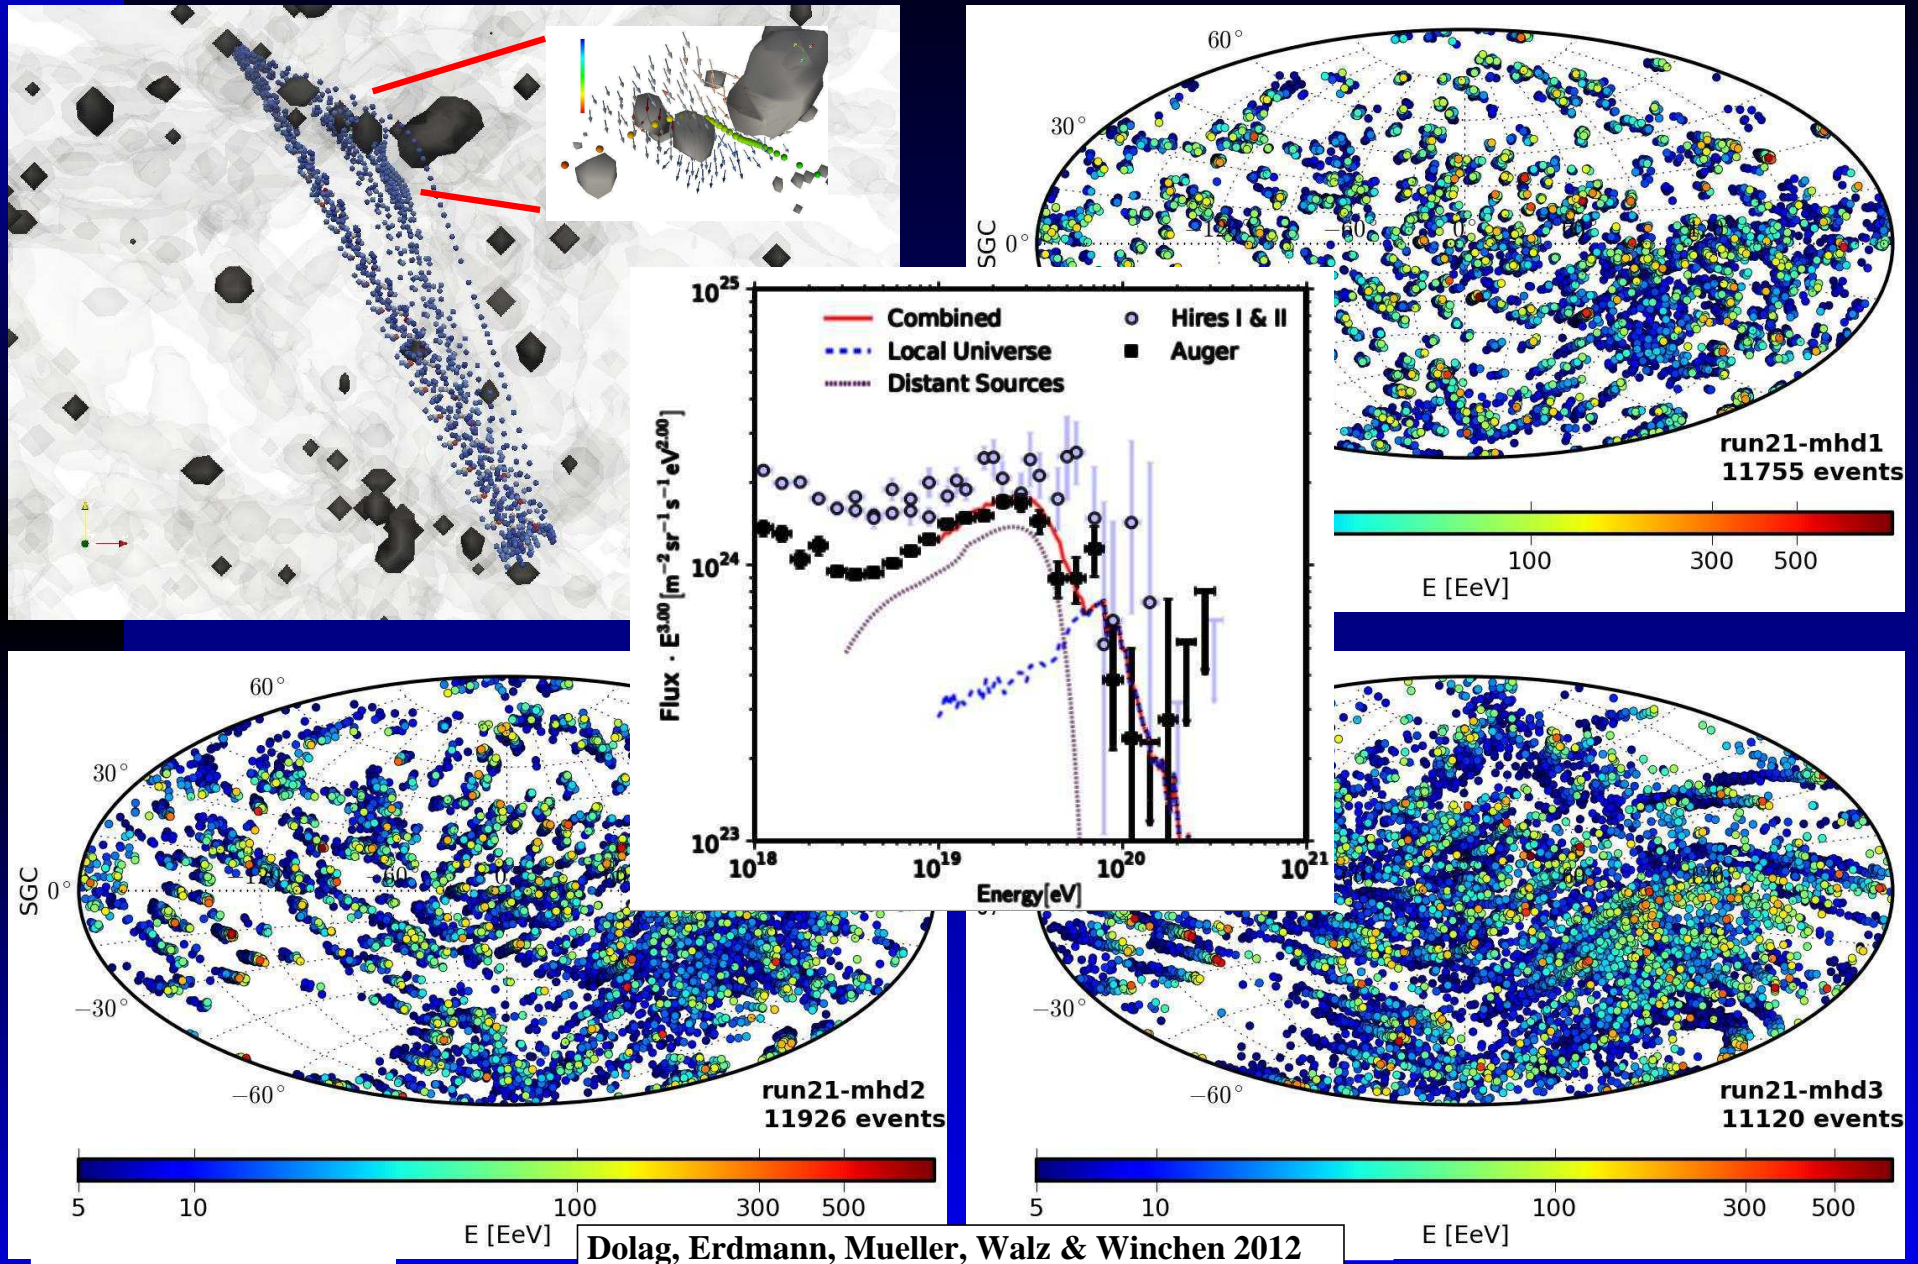 60°
30°
SGC
0°
−60
0
run21-mhd1
11755 events
100
300
500
E [EeV]
10^25
Combined
Local Universe
Distant Sources
Hires I & II
Auger
Flux · E^3.00 [m^−2 sr^−1 s^−1 eV^2.00]
10^24
10^23
10^18
10^19
10^20
10^21
Energy[eV]
60°
30°
SGC
0°
60
−30°
−60°
run21-mhd2
11926 events
5
10
100
300
500
E [EeV]
−30°
−60°
run21-mhd3
11120 events
5
10
100
300
500
E [EeV]
Dolag, Erdmann, Mueller, Walz & Winchen 2012